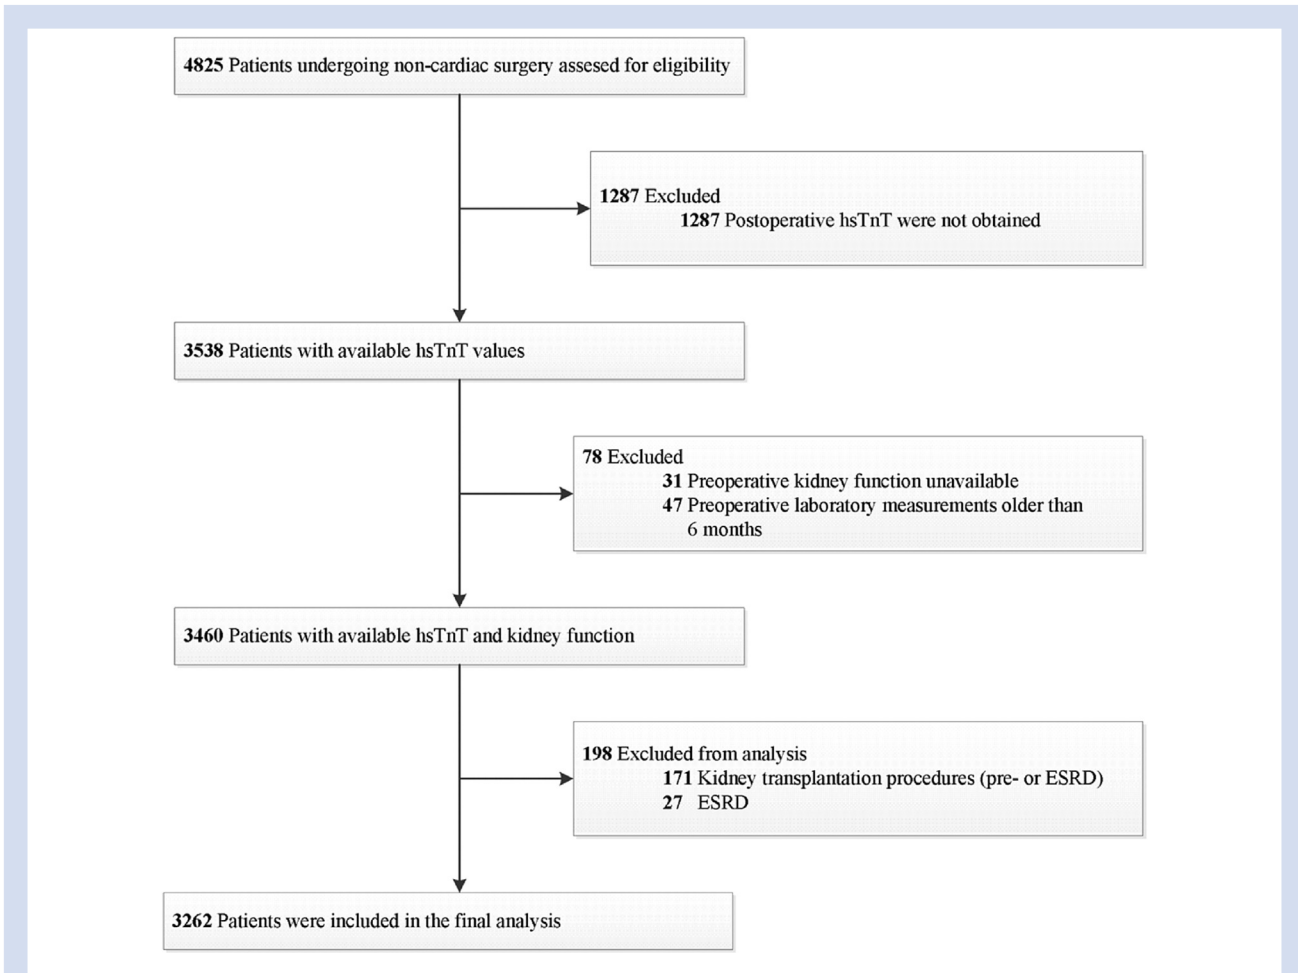 4825 Patients undergoing non-cardiac surgery assesed for eligibility
1287 Excluded
1287 Postoperative hsTnT were not obtained
3538 Patients with available hsTnT values
78 Excluded
31 Preoperative kidney function unavailable
47 Preoperative laboratory measurements older than
6 months
3460 Patients with available hsTnT and kidney function
198 Excluded from analysis
171 Kidney transplantation procedures (pre- or ESRD)
27 ESRD
3262 Patients were included in the final analysis